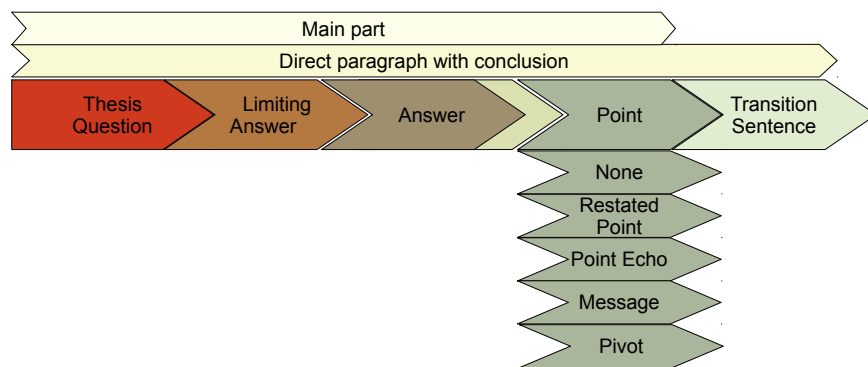 Main part
Direct paragraph with conclusion
Thesis
Question
Limiting
Answer
Answer
Point
Transition
Sentence
None
Restated
Point
Point Echo
Message
Pivot